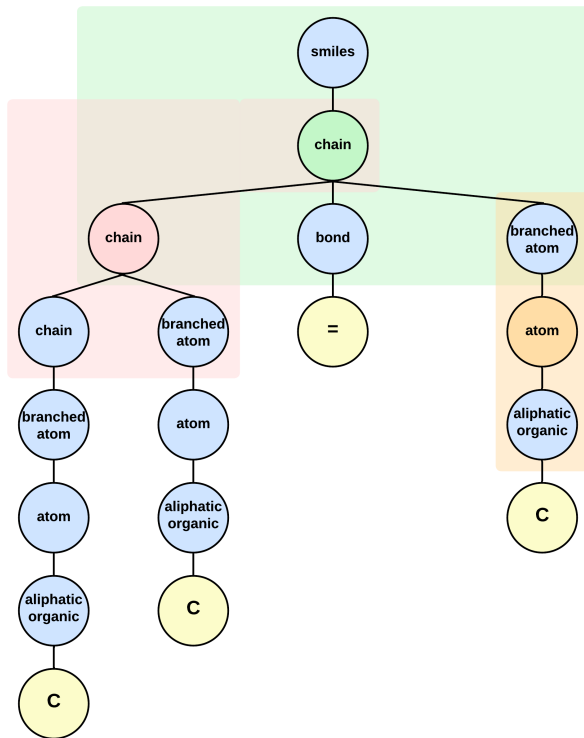 smiles
chain
chain
bond
branched
atom
chain
branched
atom
=
atom
branched
atom
atom
aliphatic
organic
atom
aliphatic
organic
C
aliphatic
organic
C
C